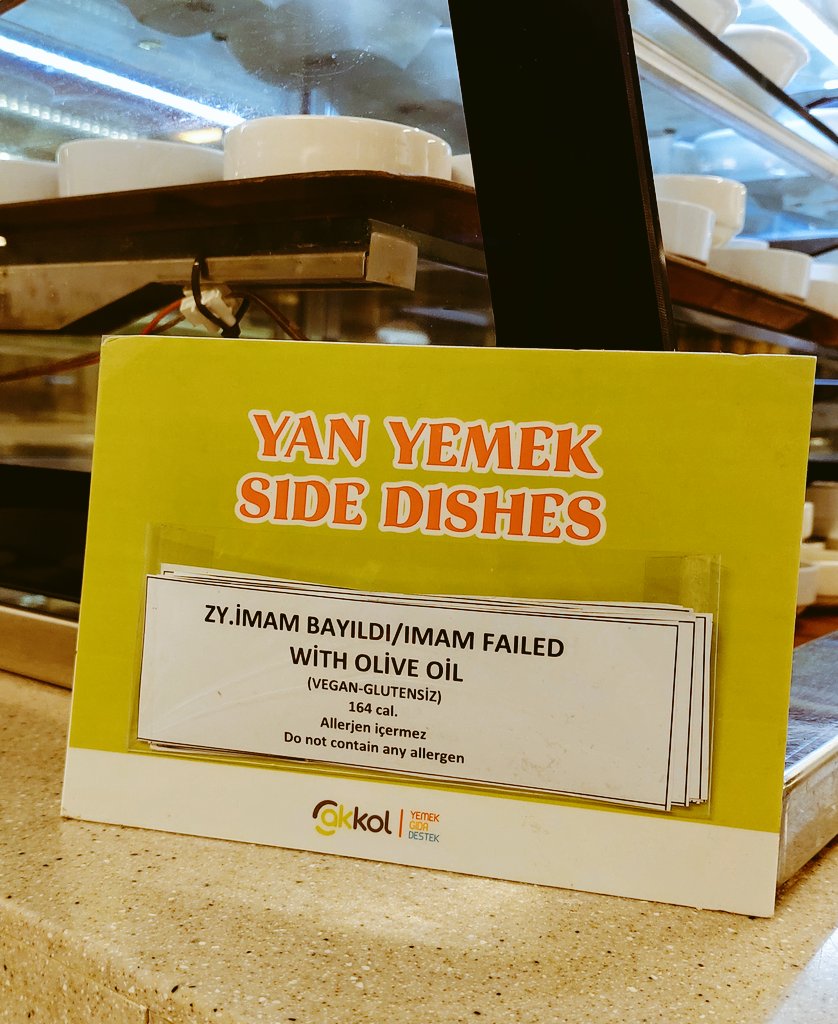 YAN YEMEK
SIDE DISHES
ZY.İMAM BAYILDI/IMAM FAILED
WİTH OLİVE OİL
(VEGAN-GLUTENSİZ)
164 cal.
Allerjen içermez
Do not contain any allergen
akkol
YEMEK
GIDA
DESTEK